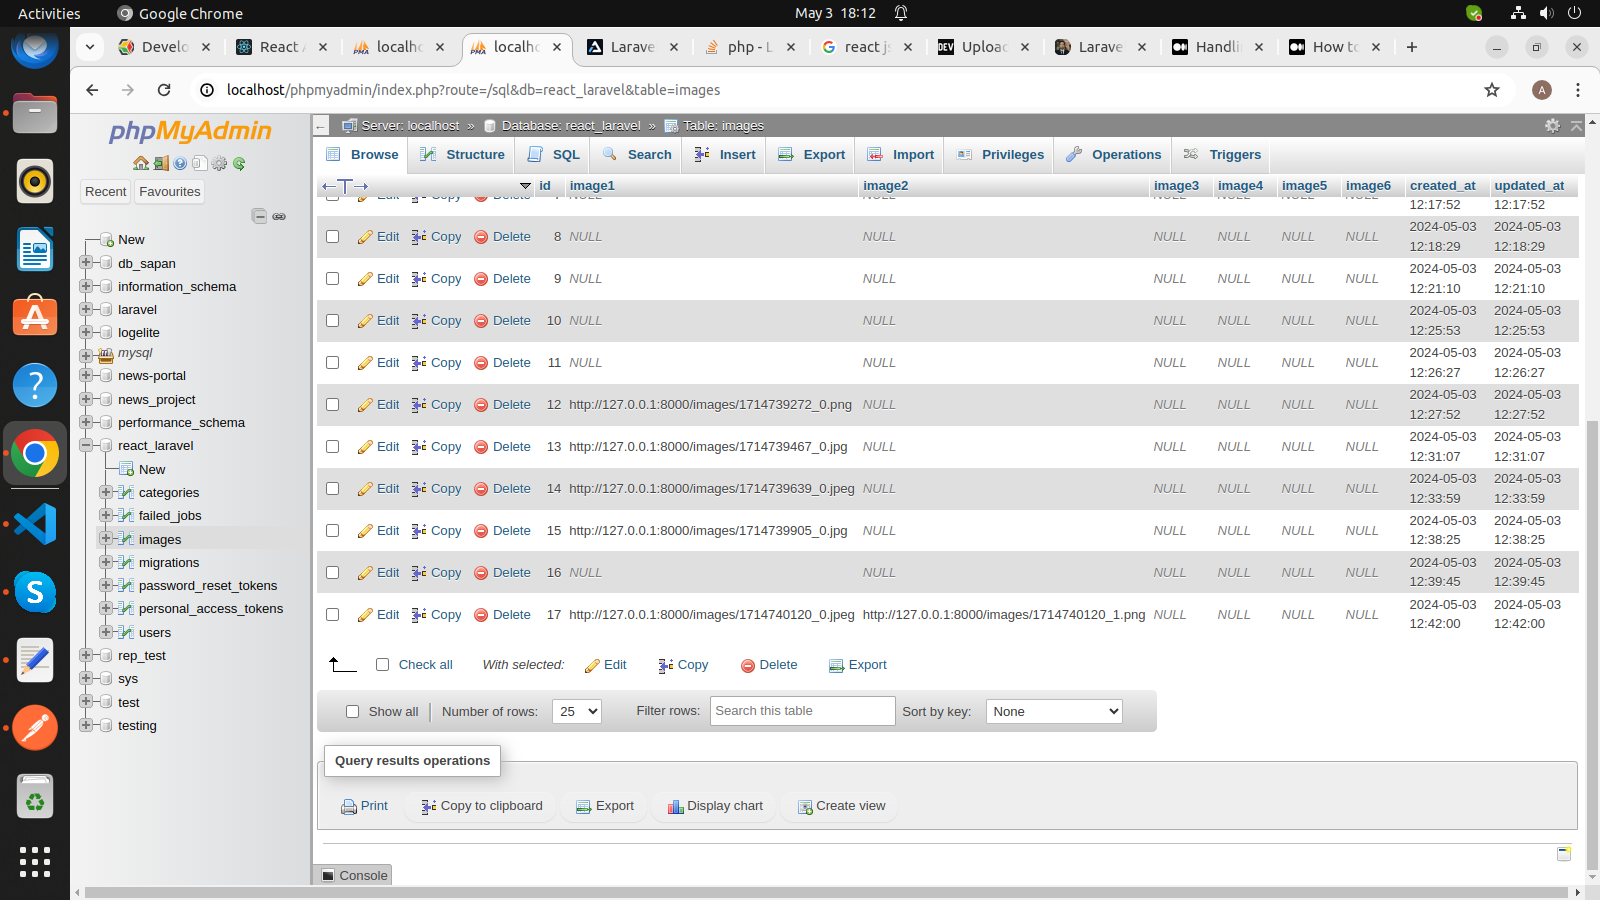 Activities
Google Chrome
May 3 18:12
Develo
React A
localho
localho
Larave
php - L
react js
Uploac
Larave
Handli
How to
localhost/phpmyadmin/index.php?route=/sql&db=react_laravel&table=images
A
phpMyAdmin
Recent
Favourites
New
db_sapan
information_schema
laravel
logelite
mysql
news-portal
news_project
performance_schema
react_laravel
New
categories
failed_jobs
images
migrations
password_reset_tokens
personal_access_tokens
users
rep_test
sys
test
testing
Server: localhost » Database: react_laravel » Table: images
Browse Structure SQL Search Insert Export Import Privileges Operations Triggers
id image1 image2 image3 image4 image5 image6 created_at updated_at
Edit Copy Delete NULL NULL NULL NULL NULL NULL 12:17:52 12:17:52
Edit Copy Delete 8 NULL NULL NULL NULL NULL NULL 2024-05-03 2024-05-03
12:18:29 12:18:29
Edit Copy Delete 9 NULL NULL NULL NULL NULL NULL 2024-05-03 2024-05-03
12:21:10 12:21:10
Edit Copy Delete 10 NULL NULL NULL NULL NULL NULL 2024-05-03 2024-05-03
12:25:53 12:25:53
Edit Copy Delete 11 NULL NULL NULL NULL NULL NULL 2024-05-03 2024-05-03
12:26:27 12:26:27
Edit Copy Delete 12 http://127.0.0.1:8000/images/1714739272_0.png NULL NULL NULL NULL NULL 2024-05-03 2024-05-03
12:27:52 12:27:52
Edit Copy Delete 13 http://127.0.0.1:8000/images/1714739467_0.jpg NULL NULL NULL NULL NULL 2024-05-03 2024-05-03
12:31:07 12:31:07
Edit Copy Delete 14 http://127.0.0.1:8000/images/1714739639_0.jpeg NULL NULL NULL NULL NULL 2024-05-03 2024-05-03
12:33:59 12:33:59
Edit Copy Delete 15 http://127.0.0.1:8000/images/1714739905_0.jpg NULL NULL NULL NULL NULL 2024-05-03 2024-05-03
12:38:25 12:38:25
Edit Copy Delete 16 NULL NULL NULL NULL NULL NULL 2024-05-03 2024-05-03
12:39:45 12:39:45
Edit Copy Delete 17 http://127.0.0.1:8000/images/1714740120_0.jpeg http://127.0.0.1:8000/images/1714740120_1.png NULL NULL NULL NULL 2024-05-03 2024-05-03
12:42:00 12:42:00
Check all With selected: Edit Copy Delete Export
Show all Number of rows: 25 Filter rows: Search this table Sort by key: None
Query results operations
Print Copy to clipboard Export Display chart Create view
Console